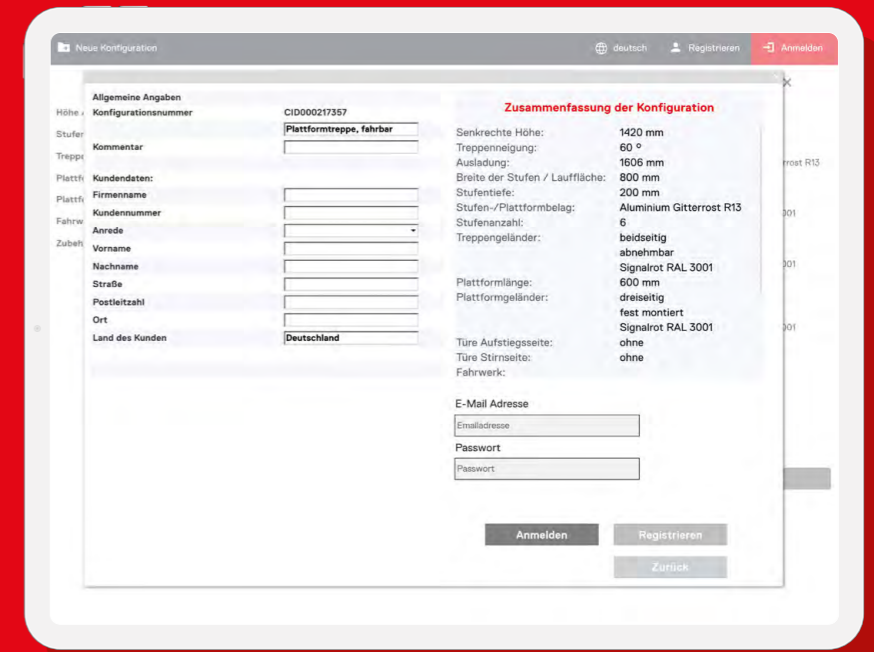 Neue Konfiguration
deutsch
Registrieren
Anmelden
Allgemeine Angaben
Konfigurationsnummer CID000217357
Plattformtreppe, fahrbar
Kommentar
Kundendaten:
Firmenname
Kundennummer
Anrede
Vorname
Nachname
Straße
Postleitzahl
Ort
Land des Kunden Deutschland
Höhe
Zusammenfassung der Konfiguration
Senkrechte Höhe: 1420 mm
Treppenneigung: 60 °
Ausladung: 1606 mm
Breite der Stufen / Lauffläche: 800 mm
Stufentiefe: 200 mm
Stufen-/Plattformbelag: Aluminium Gitterrost R13
Stufenanzahl: 6
Treppengeländer: beidseitig
abnehmbar
Signalrot RAL 3001
Plattformlänge: 600 mm
Plattformgeländer: dreiseitig
fest montiert
Signalrot RAL 3001
Türe Aufstiegsseite: ohne
Türe Stirnseite: ohne
Fahrwerk:
E-Mail Adresse
Emailadresse
Passwort
Passwort
Anmelden
Registrieren
Zurück